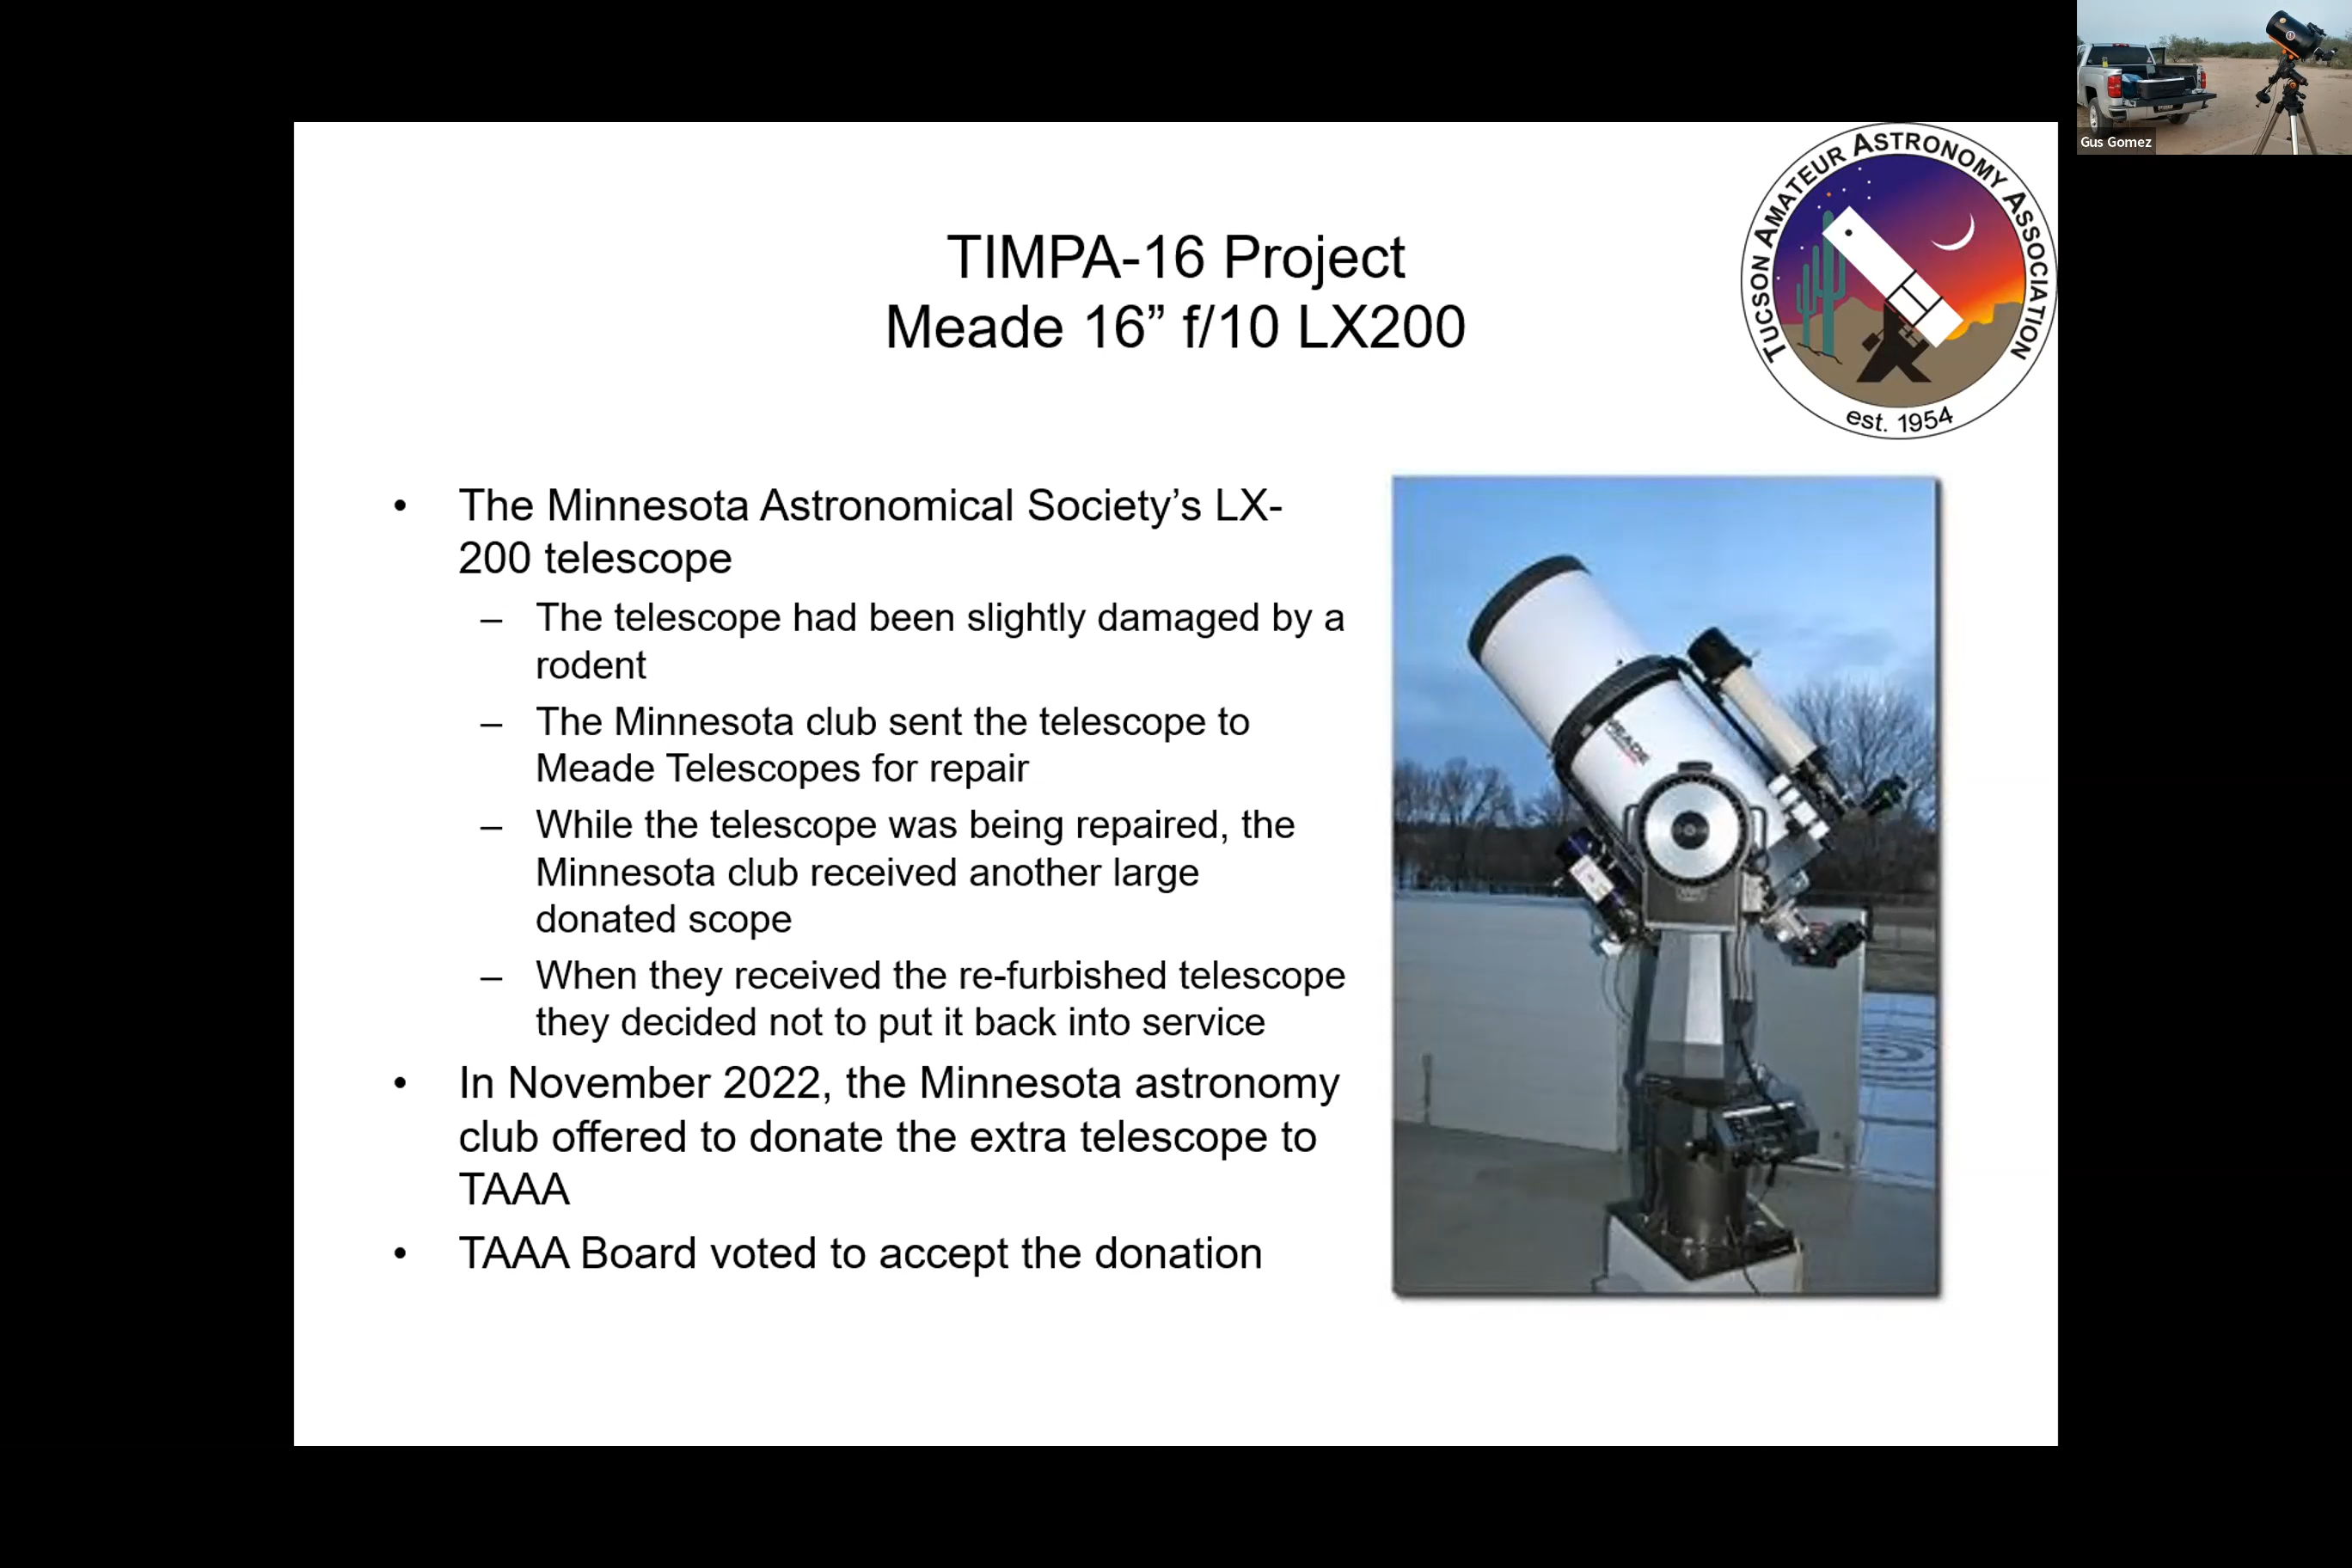 Gus Gomez
TUCSON AMATEUR ASTRONOMY ASSOCIATION
est. 1954
TIMPA-16 Project
Meade 16” f/10 LX200
• The Minnesota Astronomical Society’s LX-
200 telescope
– The telescope had been slightly damaged by a
rodent
– The Minnesota club sent the telescope to
Meade Telescopes for repair
– While the telescope was being repaired, the
Minnesota club received another large
donated scope
– When they received the re-furbished telescope
they decided not to put it back into service
• In November 2022, the Minnesota astronomy
club offered to donate the extra telescope to
TAAA
• TAAA Board voted to accept the donation
MEADE